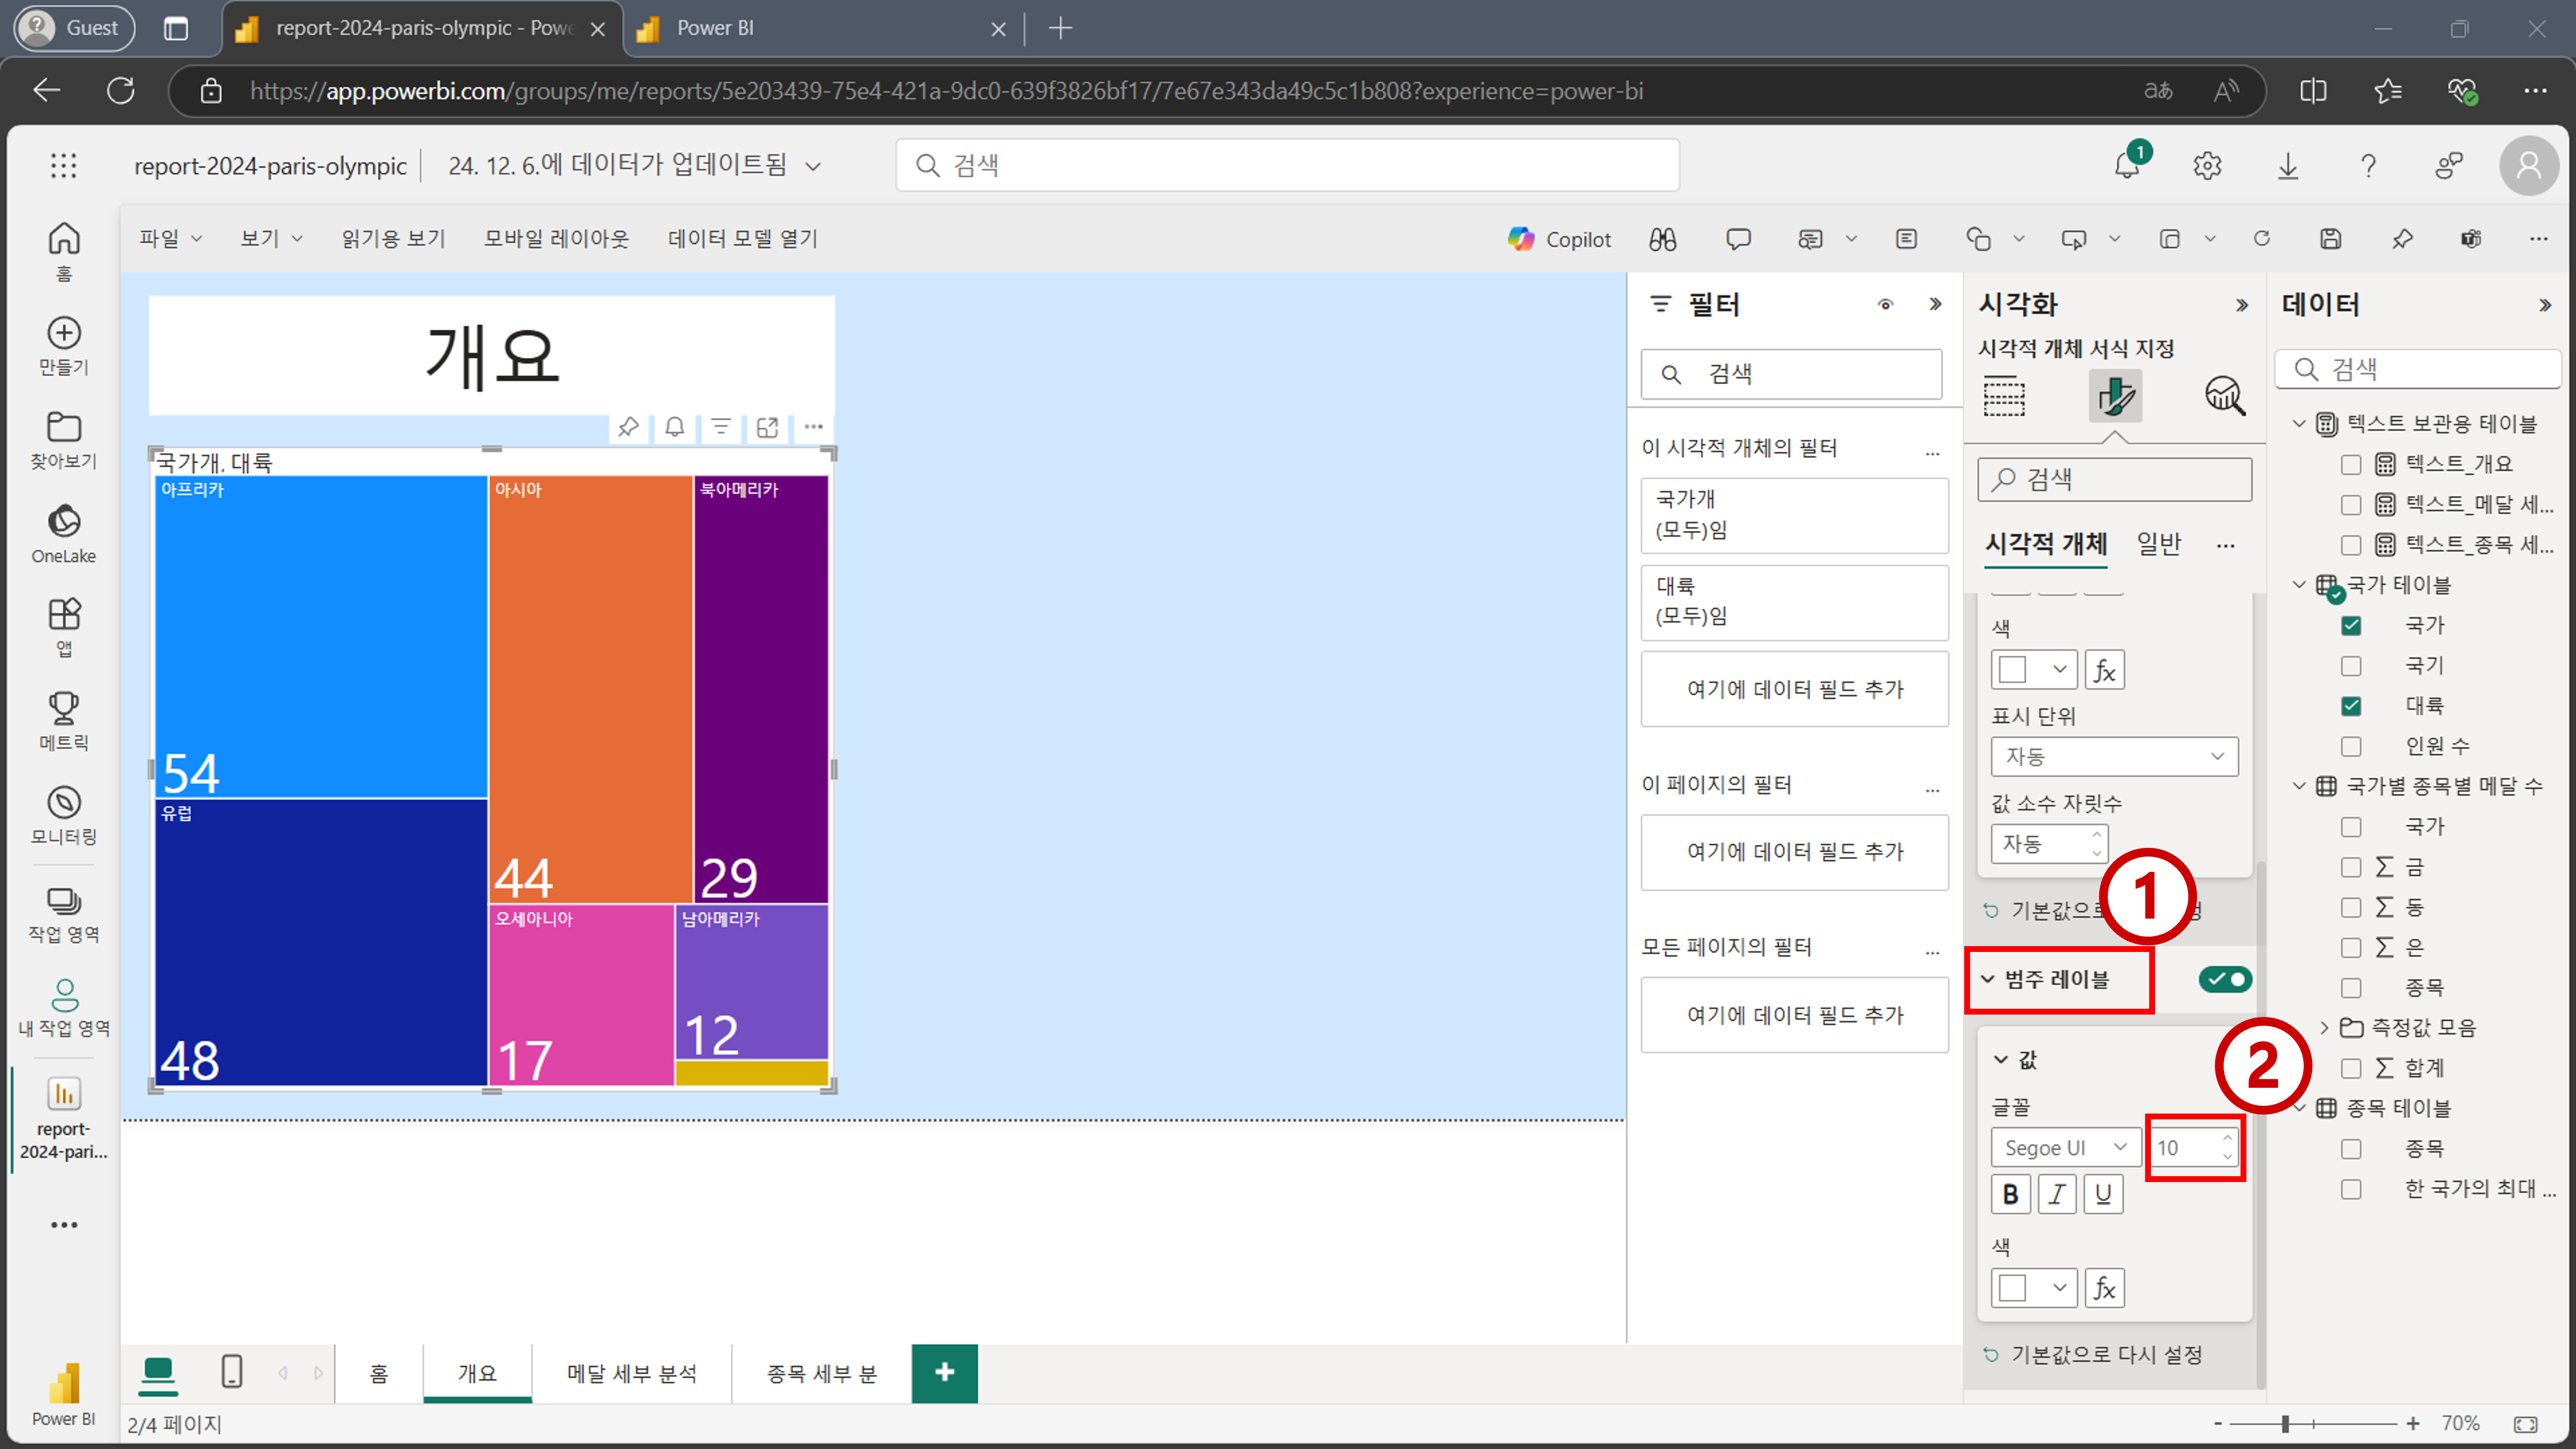 Guest
report-2024-paris-olympic - Powe
Power BI
https://app.powerbi.com/groups/me/reports/5e203439-75e4-421a-9dc0-639f3826bf17/7e67e343da49c5c1b808?experience=power-bi
report-2024-paris-olympic
24. 12. 6.에 데이터가 업데이트됨
검색
1
파일
보기
읽기용 보기
모바일 레이아웃
데이터 모델 열기
Copilot
홈
만들기
찾아보기
OneLake
앱
메트릭
모니터링
작업 영역
내 작업 영역
report-
2024-pari...
Power BI
개요
국가개, 대륙
아프리카
54
유럽
48
아시아
44
북아메리카
29
오세아니아
17
남아메리카
12
필터
검색
이 시각적 개체의 필터
국가개
(모두)임
대륙
(모두)임
여기에 데이터 필드 추가
이 페이지의 필터
여기에 데이터 필드 추가
모든 페이지의 필터
여기에 데이터 필드 추가
시각화
시각적 개체 서식 지정
검색
시각적 개체
일반
색
fx
표시 단위
자동
값 소수 자릿수
자동
기본값으로
1
범주 레이블
2
값
글꼴
Segoe UI
10
B
I
U
색
fx
기본값으로 다시 설정
데이터
검색
텍스트 보관용 테이블
텍스트_개요
텍스트_메달 세...
텍스트_종목 세...
국가 테이블
국가
국기
대륙
인원 수
국가별 종목별 메달 수
국가
∑ 금
∑ 동
∑ 은
종목
측정값 모음
∑ 합계
종목 테이블
종목
한 국가의 최대 ...
홈
개요
메달 세부 분석
종목 세부 분
2/4 페이지
- + 70%